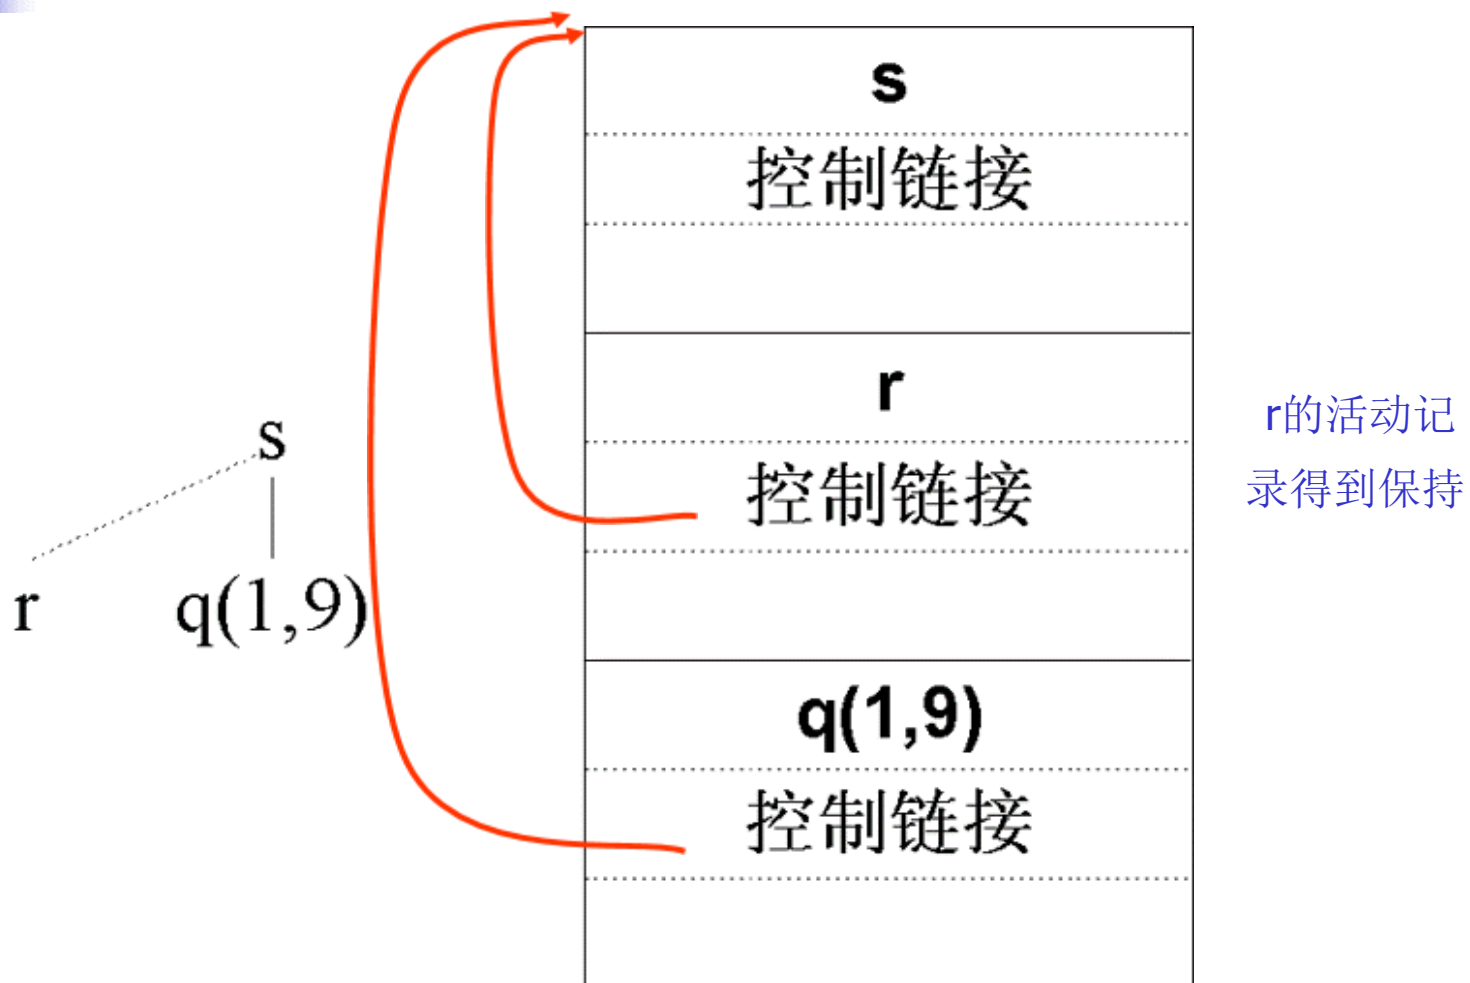 s
r
q(1,9)
s
控制链接
r
控制链接
q(1,9)
控制链接
r的活动记
录得到保持